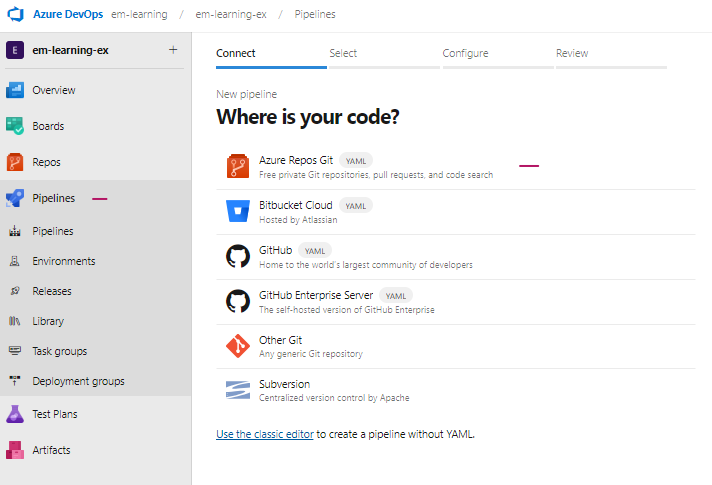 Azure DevOps em-learning / em-learning-ex / Pipelines
E em-learning-ex +
Overview
Boards
Repos
Pipelines
Pipelines
Environments
Releases
Library
Task groups
Deployment groups
Test Plans
Artifacts
Connect Select Configure Review
New pipeline
Where is your code?
Azure Repos Git YAML
Free private Git repositories, pull requests, and code search
Bitbucket Cloud YAML
Hosted by Atlassian
GitHub YAML
Home to the world's largest community of developers
GitHub Enterprise Server YAML
The self-hosted version of GitHub Enterprise
Other Git
Any generic Git repository
Subversion
Centralized version control by Apache
Use the classic editor to create a pipeline without YAML.